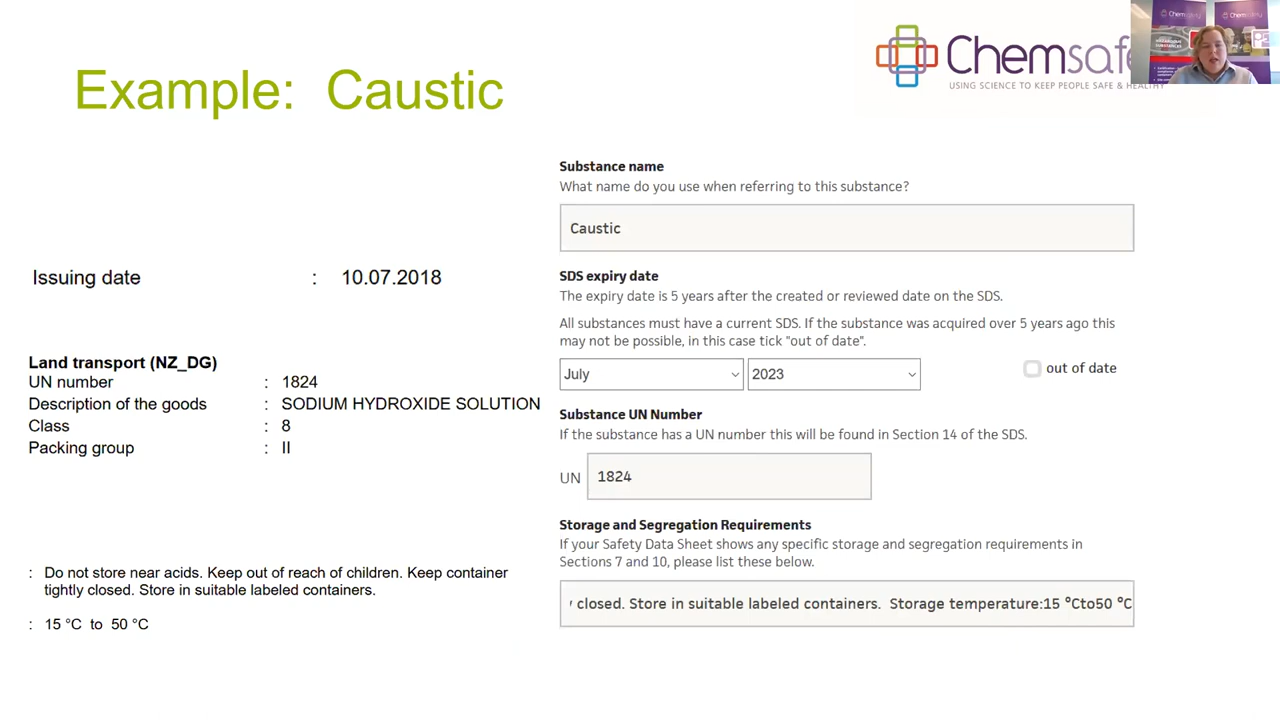 Example: Caustic
Chemsafe
USING SCIENCE TO KEEP PEOPLE SAFE & HEALTHY
Issuing date : 10.07.2018
Land transport (NZ_DG)
UN number : 1824
Description of the goods : SODIUM HYDROXIDE SOLUTION
Class : 8
Packing group : II
: Do not store near acids. Keep out of reach of children. Keep container
tightly closed. Store in suitable labeled containers.
: 15 °C to 50 °C
Substance name
What name do you use when referring to this substance?
Caustic
SDS expiry date
The expiry date is 5 years after the created or reviewed date on the SDS.
All substances must have a current SDS. If the substance was acquired over 5 years ago this
may not be possible, in this case tick "out of date".
July 2023 out of date
Substance UN Number
If the substance has a UN number this will be found in Section 14 of the SDS.
UN 1824
Storage and Segregation Requirements
If your Safety Data Sheet shows any specific storage and segregation requirements in
Sections 7 and 10, please list these below.
closed. Store in suitable labeled containers. Storage temperature:15 °Cto50 °C